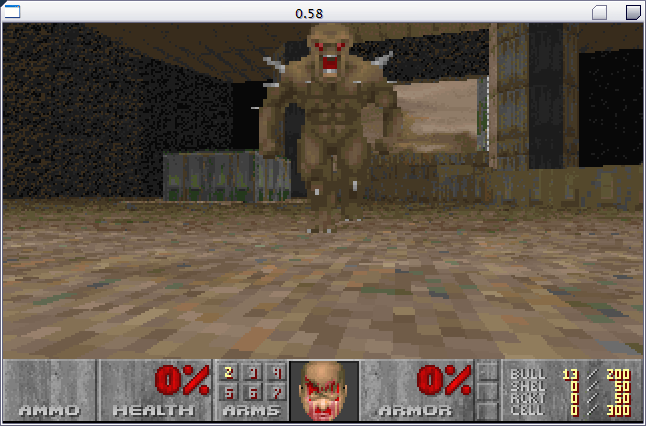 0.58
0% 2 3 4 0% BULL 13 / 200
5 6 7 SHEL 0 / 50
RCKT 0 / 50
AMMO HEALTH ARMS ARMOR CELL 0 / 300